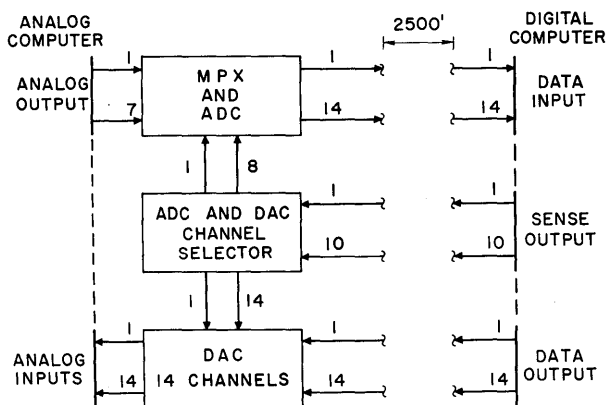 ANALOG
COMPUTER
2500'
DIGITAL
COMPUTER
1
MPX
AND
ADC
1
1
ANALOG
OUTPUT
DATA
INPUT
7
14
14
1
8
ADC AND DAC
CHANNEL
SELECTOR
1
1
SENSE
OUTPUT
10
10
1
14
1
DAC
14 CHANNELS
1
1
ANALOG
INPUTS
DATA
OUTPUT
14
14
14